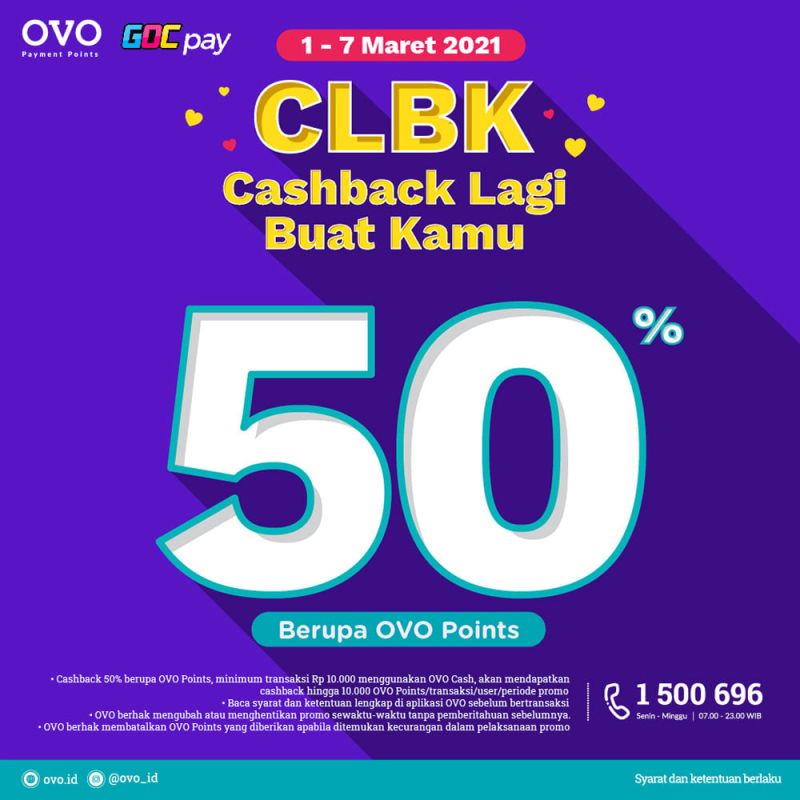 OVO
Payment Points
GOC pay
1 - 7 Maret 2021
CLBK
Cashback Lagi
Buat Kamu
50%
Berupa OVO Points
• Cashback 50% berupa OVO Points, minimum transaksi Rp 10.000 menggunakan OVO Cash, akan mendapatkan
cashback hingga 10.000 OVO Points/transaksi/user/periode promo
• Baca syarat dan ketentuan lengkap di aplikasi OVO sebelum bertransaksi
• OVO berhak mengubah atau menghentikan promo sewaktu-waktu tanpa pemberitahuan sebelumnya.
• OVO berhak membatalkan OVO Points yang diberikan apabila ditemukan kecurangan dalam pelaksanaan promo
1 500 696
Senin - Minggu | 07.00 - 23.00 WIB
ovo.id
@ovo_id
Syarat dan ketentuan berlaku